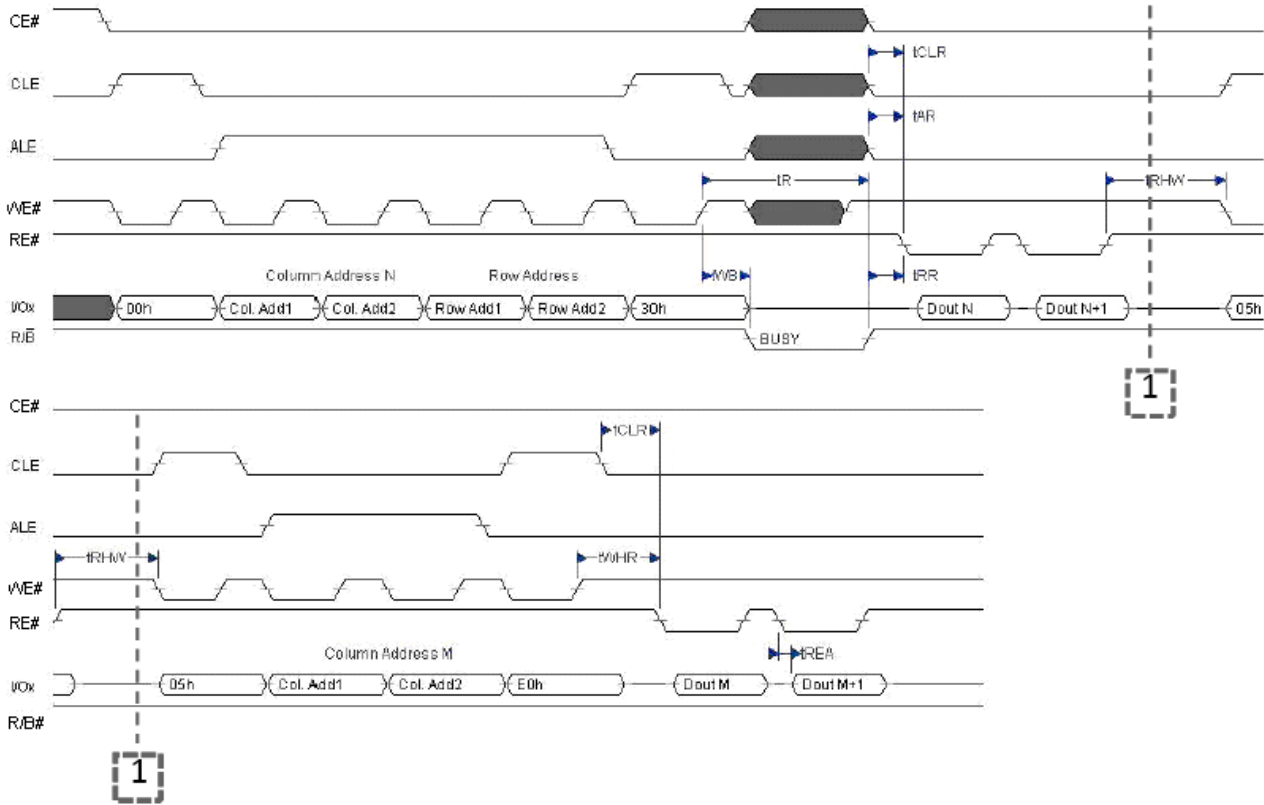 CE#
tCLR
CLE
tAR
ALE
tR
tRHW
WE#
RE#
Column Address N Row Address tWB tRR
I/Ox 00h Col. Add1 Col. Add2 Row Add1 Row Add2 30h Dout N Dout N+1 05h
R/B BUSY
1
CE#
tCLR
CLE
ALE
tRHW tWHR
WE#
RE#
Column Address M tREA
I/Ox 05h Col. Add1 Col. Add2 E0h Dout M Dout M+1
R/B#
1